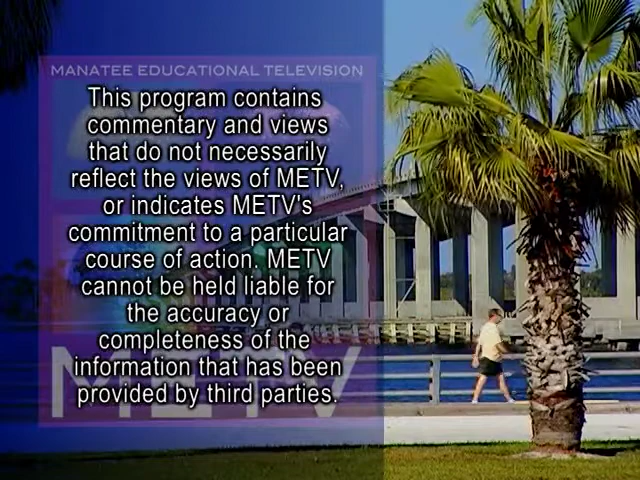 MANATEE EDUCATIONAL TELEVISION
This program contains
commentary and views
that do not necessarily
reflect the views of METV,
or indicates METV's
commitment to a particular
course of action. METV
cannot be held liable for
the accuracy or
completeness of the
information that has been
provided by third parties.
METV